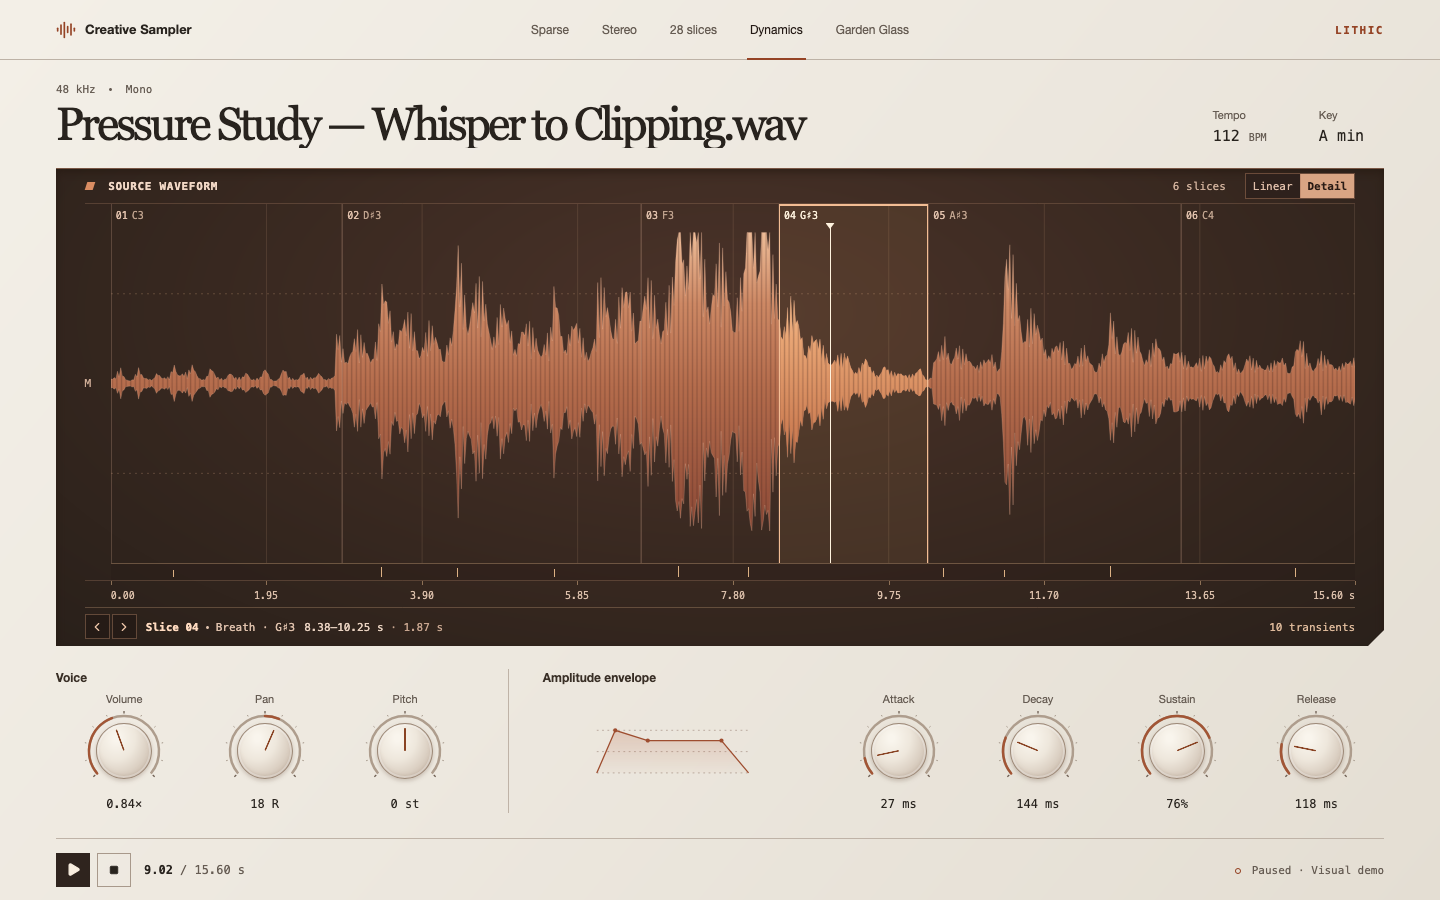 Creative Sampler
Sparse
Stereo
28 slices
Dynamics
Garden Glass
LITHIC
48 kHz • Mono
Pressure Study — Whisper to Clipping.wav
Tempo
112 BPM
Key
A min
SOURCE WAVEFORM
6 slices
Linear
Detail
01 C3
02 D♯3
03 F3
04 G♯3
05 A♯3
06 C4
M
0.00
1.95
3.90
5.85
7.80
9.75
11.70
13.65
15.60 s
Slice 04 • Breath · G♯3 8.38–10.25 s · 1.87 s
10 transients
Voice
Volume
Pan
Pitch
0.84×
18 R
0 st
Amplitude envelope
Attack
Decay
Sustain
Release
27 ms
144 ms
76%
118 ms
9.02 / 15.60 s
Paused · Visual demo